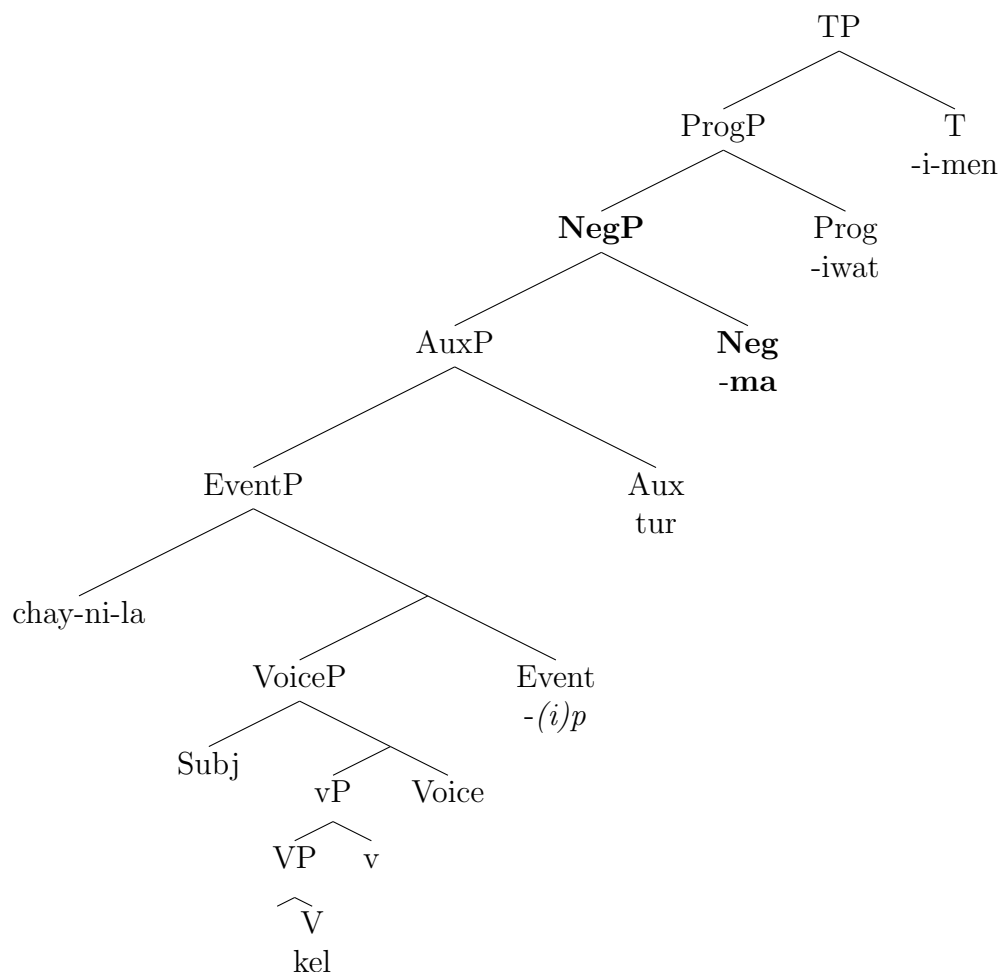 TP
ProgP T
-i-men
NegP Prog
-iwat
AuxP Neg
-ma
EventP Aux
tur
chay-ni-la
VoiceP Event
-(i)p
Subj
vP Voice
VP v
V
kel